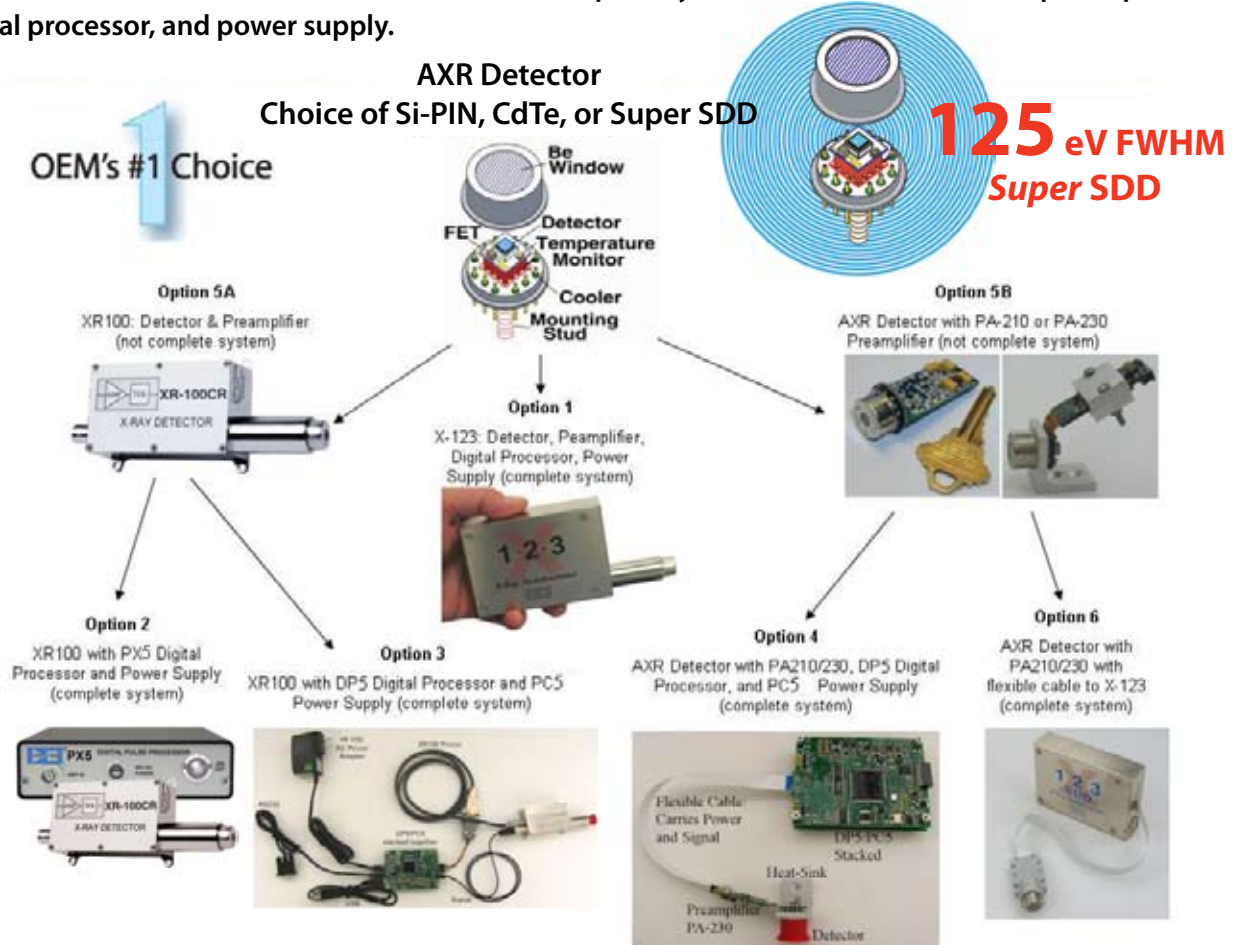 al processor, and power supply.
AXR Detector
Choice of Si-PIN, CdTe, or Super SDD
OEM's #1 Choice
1
125 eV FWHM
Super SDD
Be
Window
Detector
FET
Temperature
Monitor
Cooler
Mounting
Stud
Option 5A
XR100: Detector & Preamplifier
(not complete system)
XR-100CR
X-RAY DETECTOR
Option 1
X-123: Detector, Peamplifier,
Digital Processor, Power
Supply (complete system)
1·2·3
Option 5B
AXR Detector with PA-210 or PA-230
Preamplifier (not complete system)
Option 2
XR100 with PX5 Digital
Processor and Power Supply
(complete system)
PX5 DIGITAL PULSE PROCESSOR
XR-100CR
X-RAY DETECTOR
Option 3
XR100 with DP5 Digital Processor and PC5
Power Supply (complete system)
XR100 Power
RS232
USB
Signal
Option 4
AXR Detector with PA210/230, DP5 Digital
Processor, and PC5 Power Supply
(complete system)
Flexible Cable:
Carries Power
and Signal
DP5/PC5
Stacked
Heat-Sink
Preamplifier
PA-230
Detector
Option 6
AXR Detector with
PA210/230 with
flexible cable to X-123
(complete system)
1 2 3